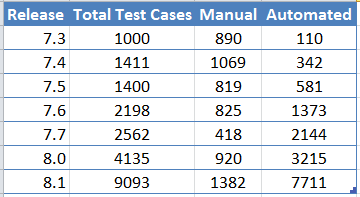 Release Total Test Cases Manual Automated
7.3 1000 890 110
7.4 1411 1069 342
7.5 1400 819 581
7.6 2198 825 1373
7.7 2562 418 2144
8.0 4135 920 3215
8.1 9093 1382 7711